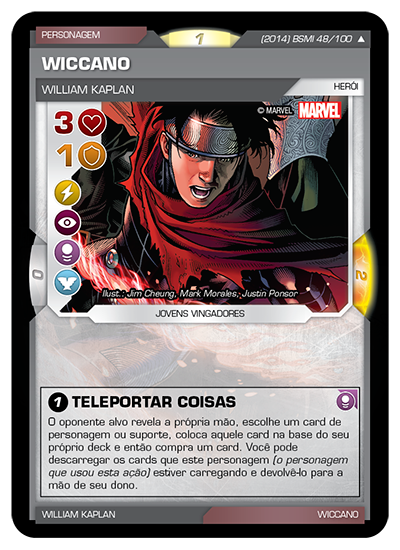 PERSONAGEM
1
(2014) BSMI 48/100 ▲
WICCANO
WILLIAM KAPLAN
HERÓI
3
© MARVEL MARVEL
1
0
2
Ilust.: Jim Cheung, Mark Morales, Justin Ponsor
JOVENS VINGADORES
1 TELEPORTAR COISAS
O oponente alvo revela a própria mão, escolhe um card de
personagem ou suporte, coloca aquele card na base do seu
próprio deck e então compra um card. Você pode
descarregar os cards que este personagem (o personagem
que usou esta ação) estiver carregando e devolvê-lo para a
mão de seu dono.
WILLIAM KAPLAN
WICCANO